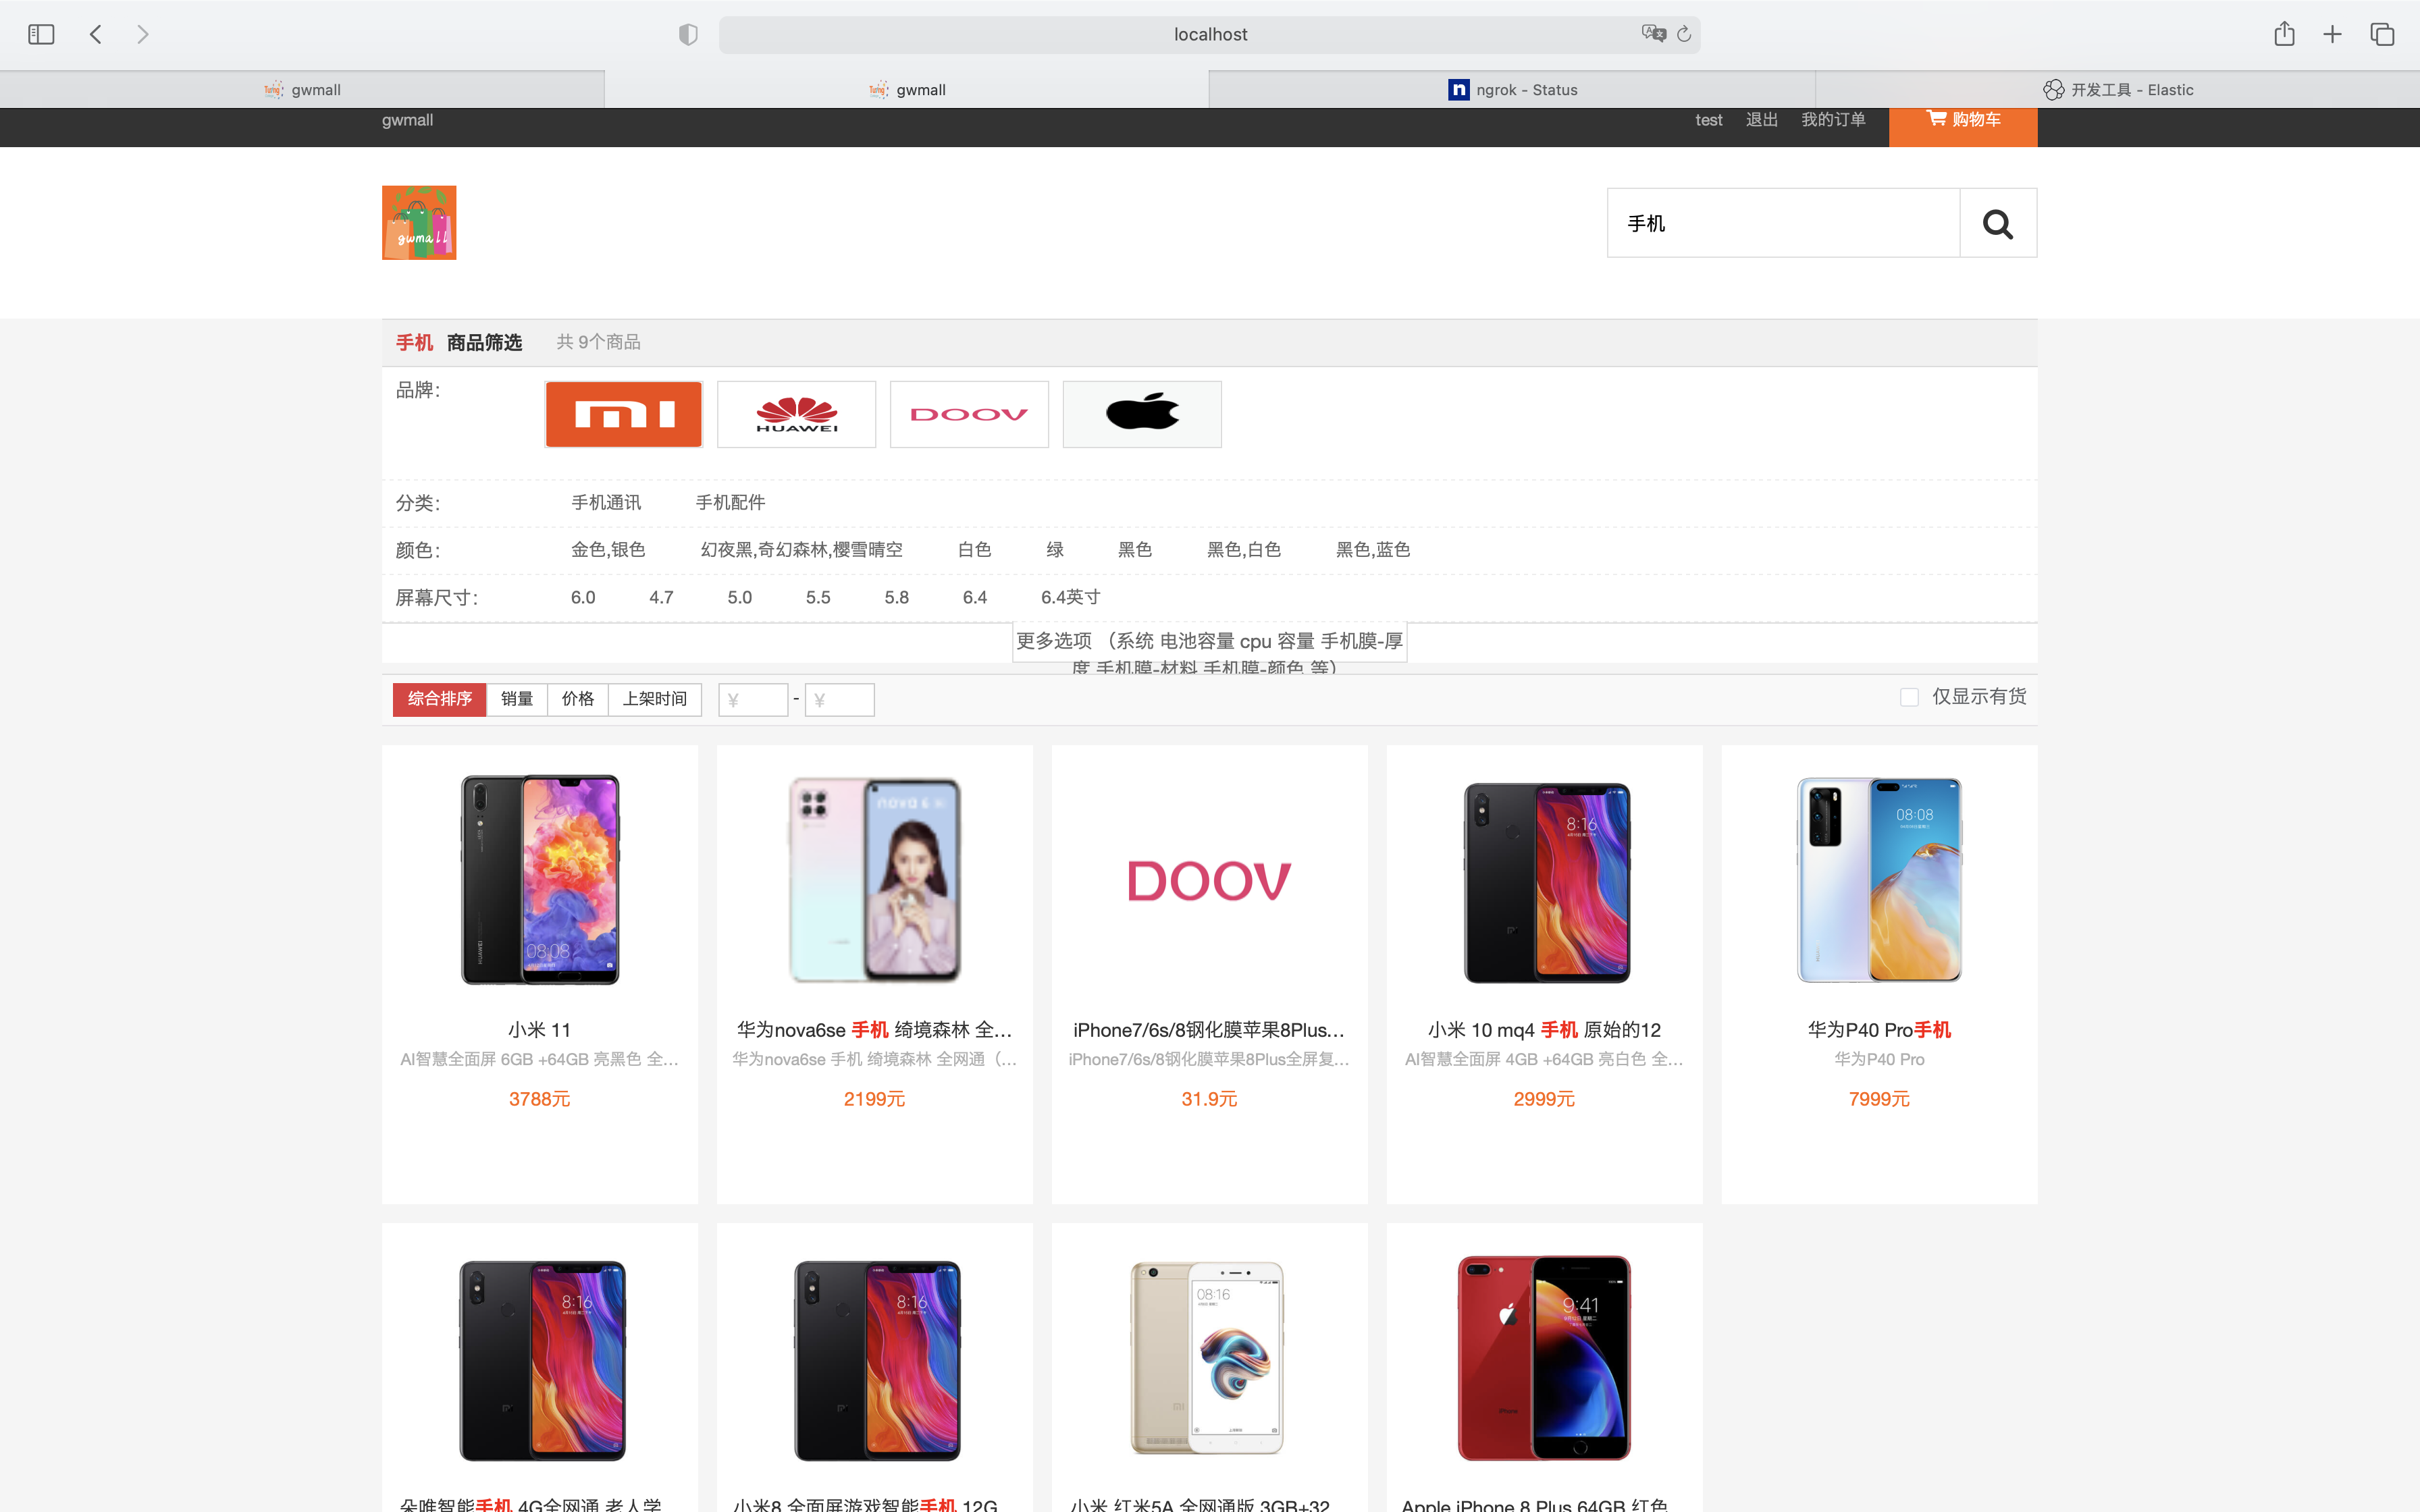 localhost
gwmall
gwmall
ngrok - Status
开发工具 - Elastic
gwmall
test 退出 我的订单 购物车
gwmall
手机
手机 商品筛选 共 9个商品
品牌：
HUAWEI
DOOV
分类： 手机通讯 手机配件
颜色： 金色,银色 幻夜黑,奇幻森林,樱雪晴空 白色 绿 黑色 黑色,白色 黑色,蓝色
屏幕尺寸： 6.0 4.7 5.0 5.5 5.8 6.4 6.4英寸
更多选项 （系统 电池容量 cpu 容量 手机膜-厚
度 手机膜-材料 手机膜-颜色 等）
综合排序 销量 价格 上架时间 ¥ - ¥ 仅显示有货
08:08
nova 6
DOOV
8:16
08:08
小米 11
AI智慧全面屏 6GB +64GB 亮黑色 全...
3788元
华为nova6se 手机 绮境森林 全...
华为nova6se 手机 绮境森林 全网通（...
2199元
iPhone7/6s/8钢化膜苹果8Plus...
iPhone7/6s/8钢化膜苹果8Plus全屏复...
31.9元
小米 10 mq4 手机 原始的12
AI智慧全面屏 4GB +64GB 亮白色 全...
2999元
华为P40 Pro手机
华为P40 Pro
7999元
8:16
8:16
08:16
9:41
朵唯智能手机 4G全网通 老人学
小米8 全面屏游戏智能手机 12G
小米 红米5A 全网通版 3GB+32
Apple iPhone 8 Plus 64GB 红色